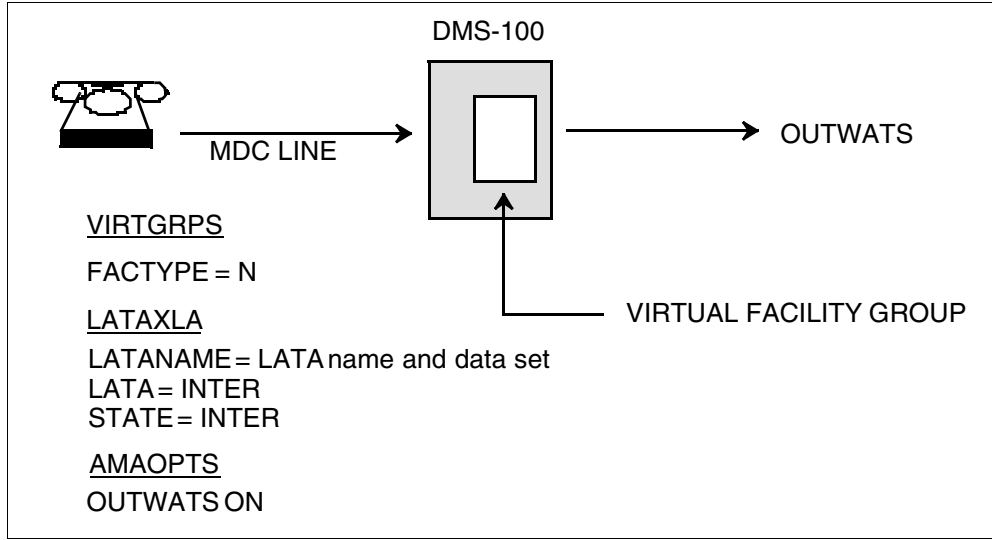 DMS-100
MDC LINE
OUTWATS
VIRTGRPS
FACTYPE = N
VIRTUAL FACILITY GROUP
LATAXLA
LATANAME = LATA name and data set
LATA = INTER
STATE = INTER
AMAOPTS
OUTWATS ON